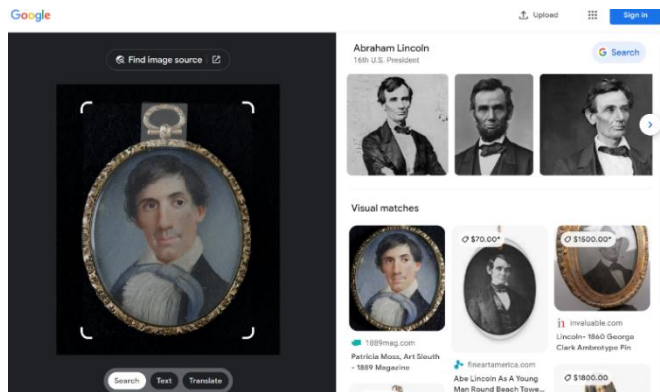 Google
Upload
Sign in
Find image source
Abraham Lincoln
16th U.S. President
Search
Visual matches
$70.00*
$1500.00*
1889mag.com
Patricia Moss, Art Sleuth
- 1889 Magazine
fineartamerica.com
Abe Lincoln As A Young
Man Round Beach Towe...
invaluable.com
Lincoln- 1860 George
Clark Ambrotype Pin
$1800.00
Search
Text
Translate